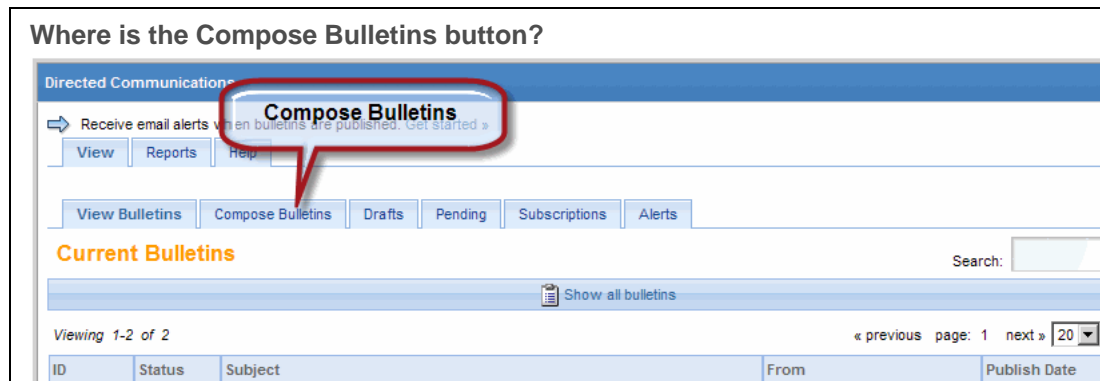 Where is the Compose Bulletins button?
Directed Communications
Compose Bulletins
Receive email alerts when bulletins are published. Get started »
View Reports Help
View Bulletins Compose Bulletins Drafts Pending Subscriptions Alerts
Current Bulletins
Search:
Show all bulletins
Viewing 1-2 of 2 « previous page: 1 next » 20
ID Status Subject From Publish Date